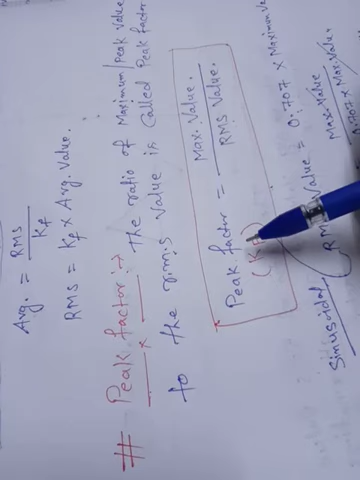 Avg. = RMS / Kf
RMS = Kf × Avg. Value.
# Peak factor :→ the ratio of Maximum/Peak Value
to the r.m.s Value is Called Peak factor
Peak factor = Max. Value. / RMS Value.
(Kp)
Sinusoidal RMS Value = 0.707 × Maximum Va
Max. Value / 0.707 × Max. Value.